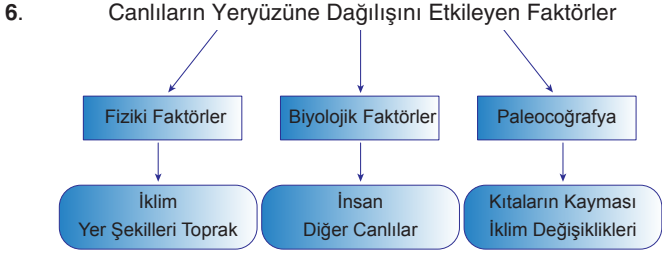 6. Canlıların Yeryüzüne Dağılışını Etkileyen Faktörler
Fiziki Faktörler
Biyolojik Faktörler
Paleocoğrafya
İklim
Yer Şekilleri Toprak
İnsan
Diğer Canlılar
Kıtaların Kayması
İklim Değişiklikleri